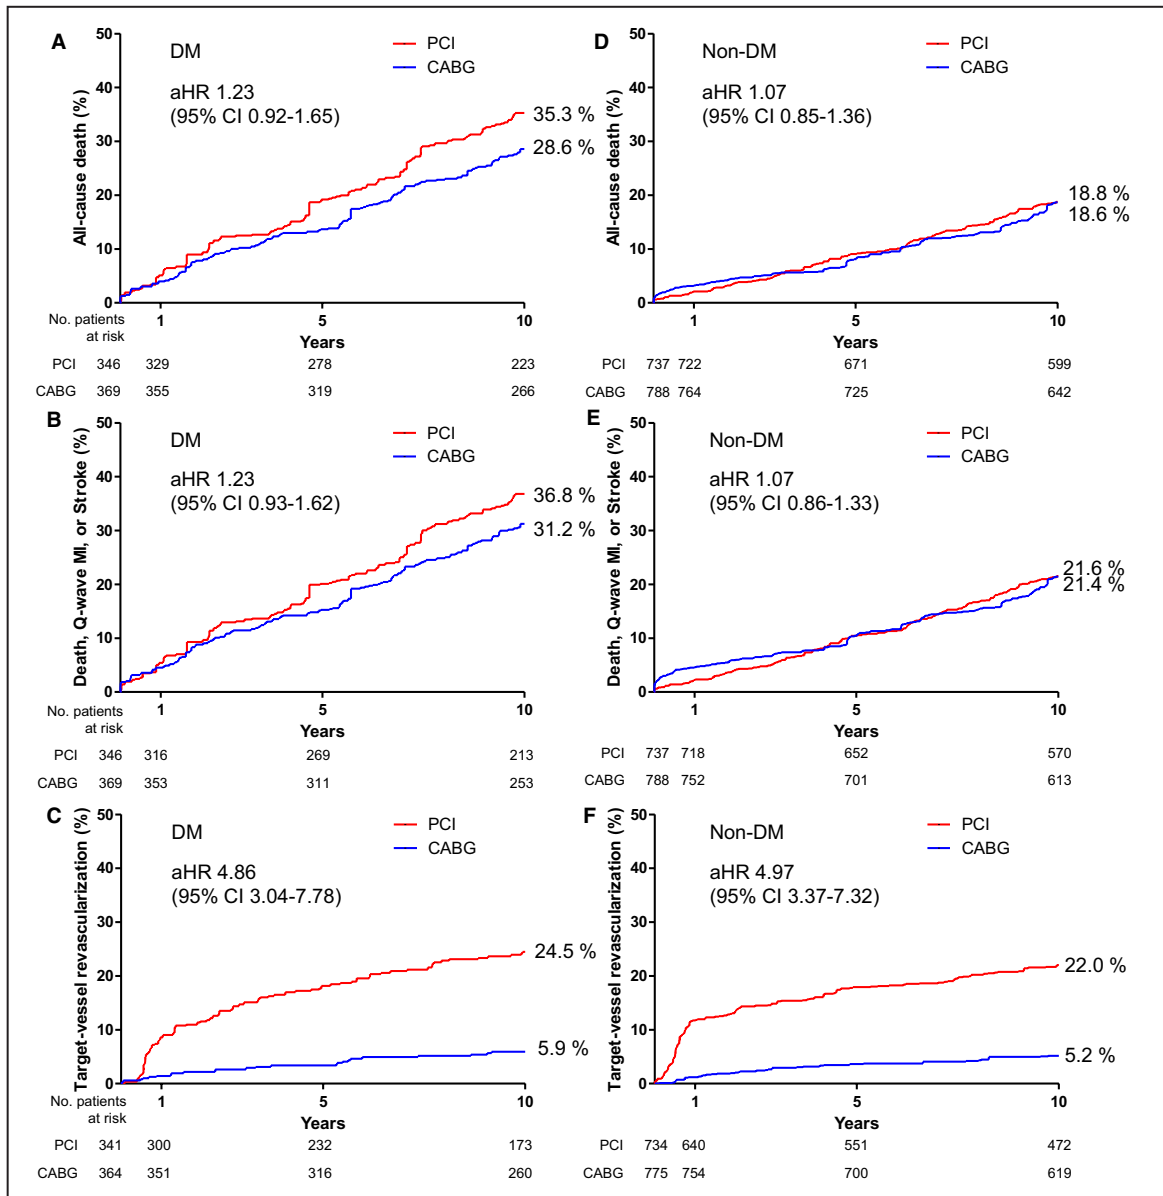 A
DM
aHR 1.23
(95% CI 0.92-1.65)
PCI
CABG
All-cause death (%)
50
40
30
20
10
0
35.3 %
28.6 %
1 5 10
Years
No. patients
at risk
PCI 346 329 278 223
CABG 369 355 319 266
D
Non-DM
aHR 1.07
(95% CI 0.85-1.36)
PCI
CABG
All-cause death (%)
50
40
30
20
10
0
18.8 %
18.6 %
1 5 10
Years
PCI 737 722 671 599
CABG 788 764 725 642
B
DM
aHR 1.23
(95% CI 0.93-1.62)
PCI
CABG
Death, Q-wave MI, or Stroke (%)
50
40
30
20
10
0
36.8 %
31.2 %
1 5 10
Years
No. patients
at risk
PCI 346 316 269 213
CABG 369 353 311 253
E
Non-DM
aHR 1.07
(95% CI 0.86-1.33)
PCI
CABG
Death, Q-wave MI, or Stroke (%)
50
40
30
20
10
0
21.6 %
21.4 %
1 5 10
Years
PCI 737 718 652 570
CABG 788 752 701 613
C
DM
aHR 4.86
(95% CI 3.04-7.78)
PCI
CABG
Target-vessel revascularization (%)
50
40
30
20
10
0
24.5 %
5.9 %
1 5 10
Years
No. patients
at risk
PCI 341 300 232 173
CABG 364 351 316 260
F
Non-DM
aHR 4.97
(95% CI 3.37-7.32)
PCI
CABG
Target-vessel revascularization (%)
50
40
30
20
10
0
22.0 %
5.2 %
1 5 10
Years
PCI 734 640 551 472
CABG 775 754 700 619